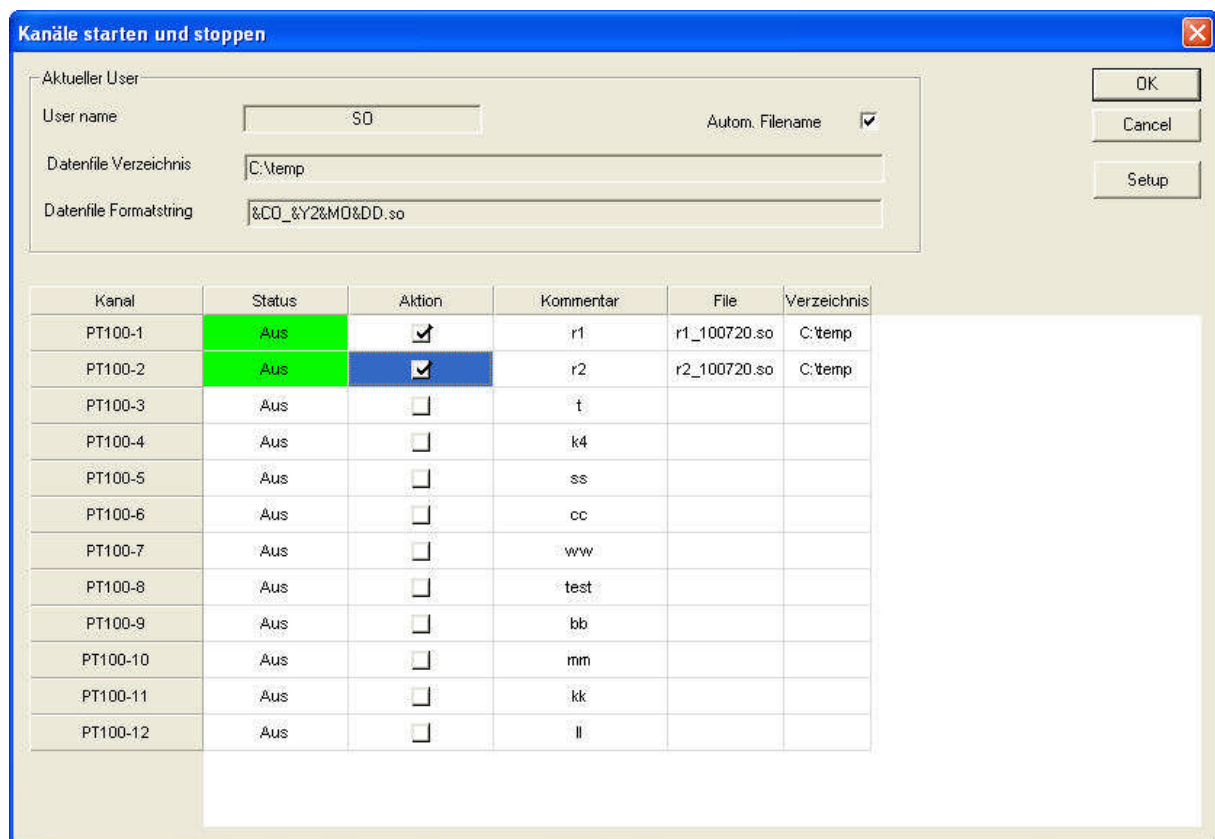 Kanäle starten und stoppen
Aktueller User
User name SO Autom. Filename
Datenfile Verzeichnis C:\temp
Datenfile Formatstring &CO_&Y2&MO&DD.so
OK
Cancel
Setup
Kanal Status Aktion Kommentar File Verzeichnis
PT100-1 Aus r1 r1_100720.so C:\temp
PT100-2 Aus r2 r2_100720.so C:\temp
PT100-3 Aus t
PT100-4 Aus k4
PT100-5 Aus ss
PT100-6 Aus cc
PT100-7 Aus ww
PT100-8 Aus test
PT100-9 Aus bb
PT100-10 Aus mm
PT100-11 Aus kk
PT100-12 Aus ll